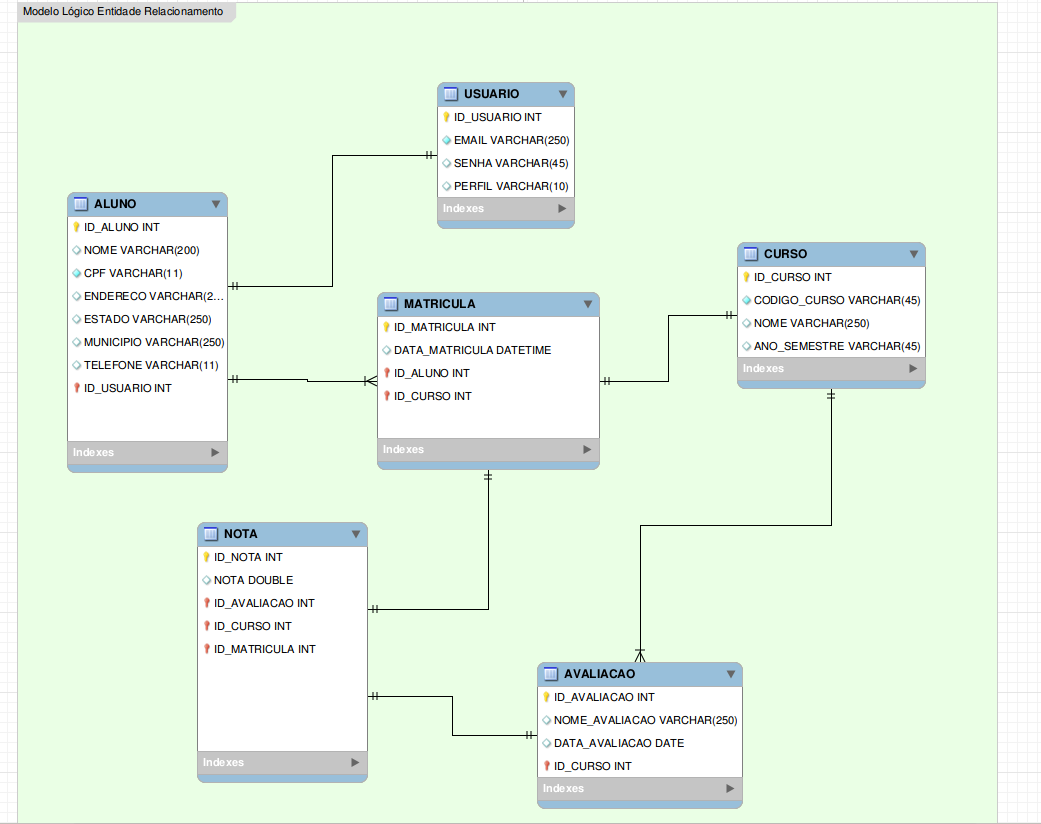 Modelo Lógico Entidade Relacionamento
USUARIO
ID_USUARIO INT
EMAIL VARCHAR(250)
SENHA VARCHAR(45)
PERFIL VARCHAR(10)
Indexes
ALUNO
ID_ALUNO INT
NOME VARCHAR(200)
CPF VARCHAR(11)
ENDERECO VARCHAR(2...
ESTADO VARCHAR(250)
MUNICIPIO VARCHAR(250)
TELEFONE VARCHAR(11)
ID_USUARIO INT
Indexes
MATRICULA
ID_MATRICULA INT
DATA_MATRICULA DATETIME
ID_ALUNO INT
ID_CURSO INT
Indexes
CURSO
ID_CURSO INT
CODIGO_CURSO VARCHAR(45)
NOME VARCHAR(250)
ANO_SEMESTRE VARCHAR(45)
Indexes
NOTA
ID_NOTA INT
NOTA DOUBLE
ID_AVALIACAO INT
ID_CURSO INT
ID_MATRICULA INT
Indexes
AVALIACAO
ID_AVALIACAO INT
NOME_AVALIACAO VARCHAR(250)
DATA_AVALIACAO DATE
ID_CURSO INT
Indexes